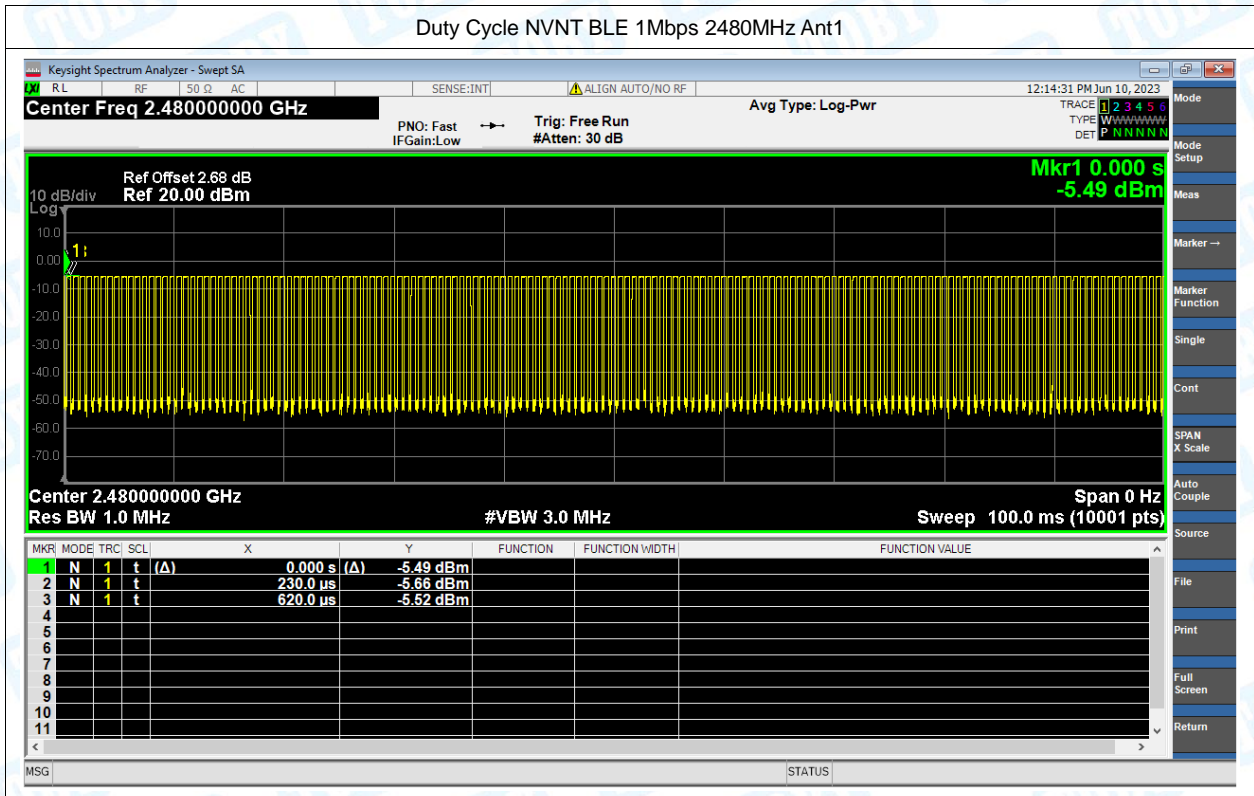 Duty Cycle NVNT BLE 1Mbps 2480MHz Ant1
Keysight Spectrum Analyzer - Swept SA
LXI RL RF 50 Ω AC SENSE:INT ALIGN AUTO/NO RF 12:14:31 PM Jun 10, 2023
Center Freq 2.480000000 GHz
Avg Type: Log-Pwr
TRACE 1 2 3 4 5 6
PNO: Fast Trig: Free Run TYPE WWWWWW
IFGain:Low #Atten: 30 dB DET P N N N N N
Mkr1 0.000 s
Ref Offset 2.68 dB
-5.49 dBm
10 dB/div Ref 20.00 dBm
Log
10.0
1
0.00
-10.0
-20.0
-30.0
-40.0
-50.0
-60.0
-70.0
Center 2.480000000 GHz Span 0 Hz
Res BW 1.0 MHz #VBW 3.0 MHz Sweep 100.0 ms (10001 pts)
MKR MODE TRC SCL X Y FUNCTION FUNCTION WIDTH FUNCTION VALUE
1 N 1 t (Δ) 0.000 s (Δ) -5.49 dBm
2 N 1 t 230.0 µs -5.66 dBm
3 N 1 t 620.0 µs -5.52 dBm
4
5
6
7
8
9
10
11
MSG STATUS
Mode
Mode
Setup
Meas
Marker →
Marker
Function
Single
Cont
SPAN
X Scale
Auto
Couple
Source
File
Print
Full
Screen
Return